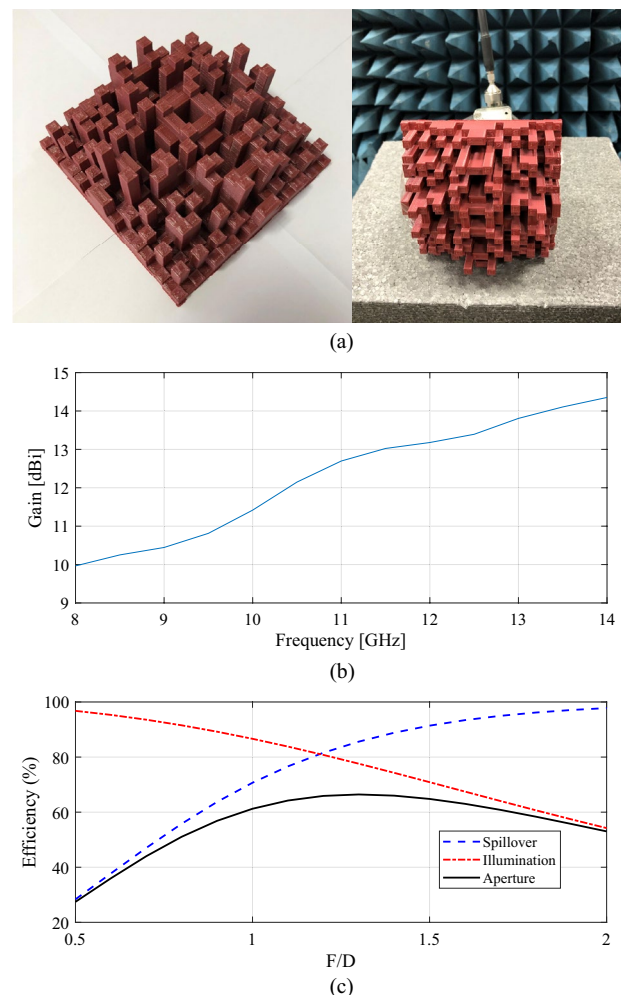 (a)
15
14
13
12
11
10
9
Gain [dBi]
8 9 10 11 12 13 14
Frequency [GHz]
(b)
100
80
60
40
20
Efficiency (%)
Spillover
Illumination
Aperture
0.5 1 1.5 2
F/D
(c)